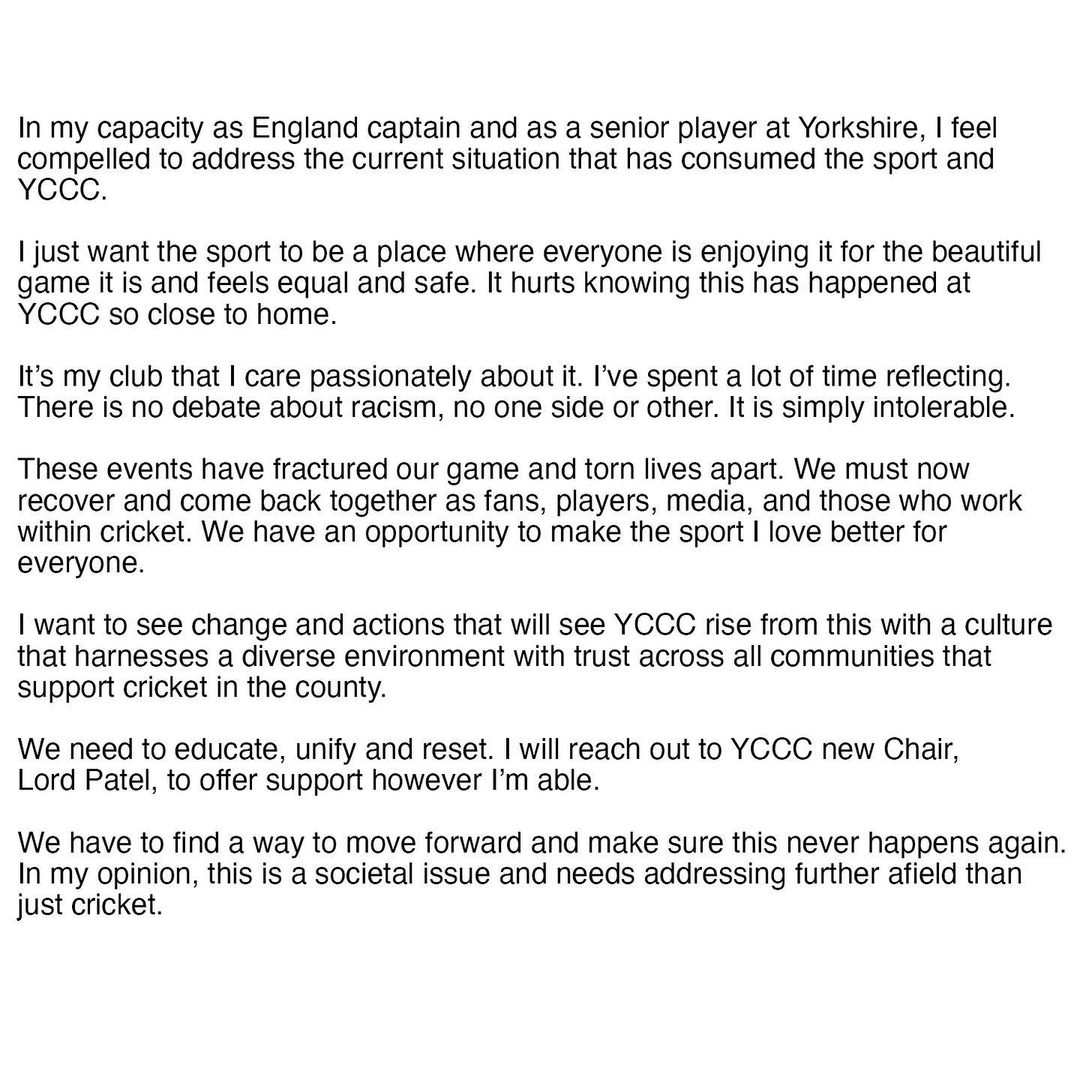 In my capacity as England captain and as a senior player at Yorkshire, I feel
compelled to address the current situation that has consumed the sport and
YCCC.
I just want the sport to be a place where everyone is enjoying it for the beautiful
game it is and feels equal and safe. It hurts knowing this has happened at
YCCC so close to home.
It’s my club that I care passionately about it. I’ve spent a lot of time reflecting.
There is no debate about racism, no one side or other. It is simply intolerable.
These events have fractured our game and torn lives apart. We must now
recover and come back together as fans, players, media, and those who work
within cricket. We have an opportunity to make the sport I love better for
everyone.
I want to see change and actions that will see YCCC rise from this with a culture
that harnesses a diverse environment with trust across all communities that
support cricket in the county.
We need to educate, unify and reset. I will reach out to YCCC new Chair,
Lord Patel, to offer support however I’m able.
We have to find a way to move forward and make sure this never happens again.
In my opinion, this is a societal issue and needs addressing further afield than
just cricket.